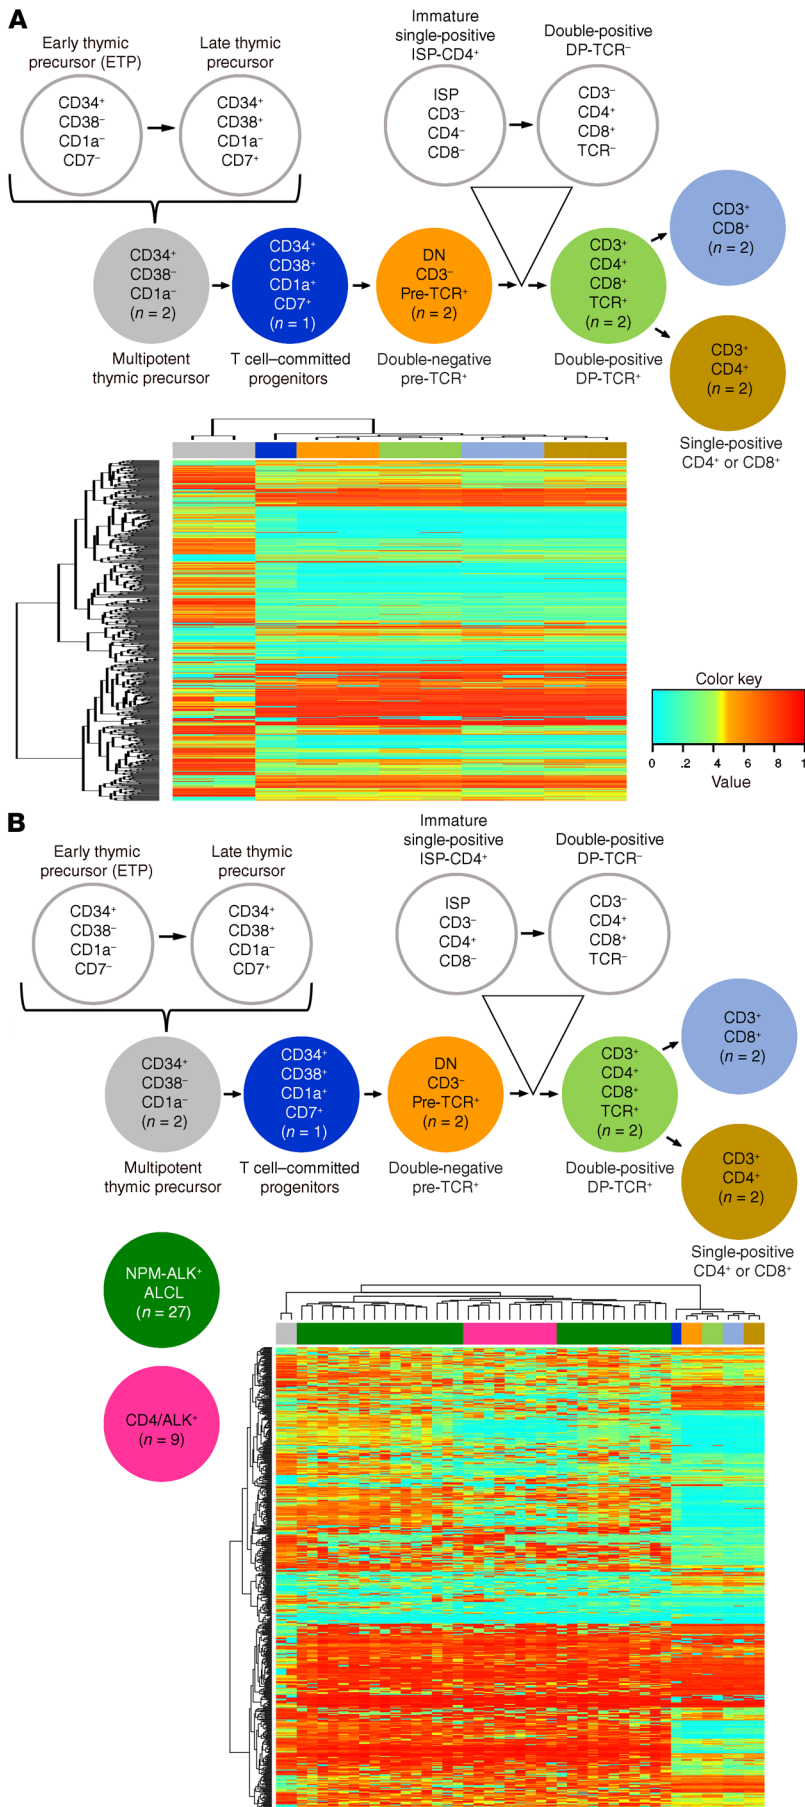 A
Early thymic
precursor (ETP)
Late thymic
precursor
Immature
single-positive
ISP-CD4⁺
Double-positive
DP-TCR⁻
CD34⁺
CD38⁻
CD1a⁻
CD7⁻
CD34⁺
CD38⁺
CD1a⁻
CD7⁺
ISP
CD3⁻
CD4⁻
CD8⁻
CD3⁻
CD4⁺
CD8⁺
TCR⁻
CD34⁺
CD38⁻
CD1a⁻
(n = 2)
CD34⁺
CD38⁺
CD1a⁺
CD7⁺
(n = 1)
DN
CD3⁻
Pre-TCR⁺
(n = 2)
CD3⁺
CD4⁺
CD8⁺
TCR⁺
(n = 2)
CD3⁺
CD8⁺
(n = 2)
CD3⁺
CD4⁺
(n = 2)
Multipotent
thymic precursor
T cell–committed
progenitors
Double-negative
pre-TCR⁺
Double-positive
DP-TCR⁺
Single-positive
CD4⁺ or CD8⁺
Color key
0 .2 4 6 8 1
Value
B
Early thymic
precursor (ETP)
Late thymic
precursor
Immature
single-positive
ISP-CD4⁺
Double-positive
DP-TCR⁻
CD34⁺
CD38⁻
CD1a⁻
CD7⁻
CD34⁺
CD38⁺
CD1a⁻
CD7⁺
ISP
CD3⁻
CD4⁺
CD8⁻
CD3⁻
CD4⁺
CD8⁺
TCR⁻
CD34⁺
CD38⁻
CD1a⁻
(n = 2)
CD34⁺
CD38⁺
CD1a⁺
CD7⁺
(n = 1)
DN
CD3⁻
Pre-TCR⁺
(n = 2)
CD3⁺
CD4⁺
CD8⁺
TCR⁺
(n = 2)
CD3⁺
CD8⁺
(n = 2)
CD3⁺
CD4⁺
(n = 2)
Multipotent
thymic precursor
T cell–committed
progenitors
Double-negative
pre-TCR⁺
Double-positive
DP-TCR⁺
Single-positive
CD4⁺ or CD8⁺
NPM-ALK⁺
ALCL
(n = 27)
CD4/ALK⁺
(n = 9)